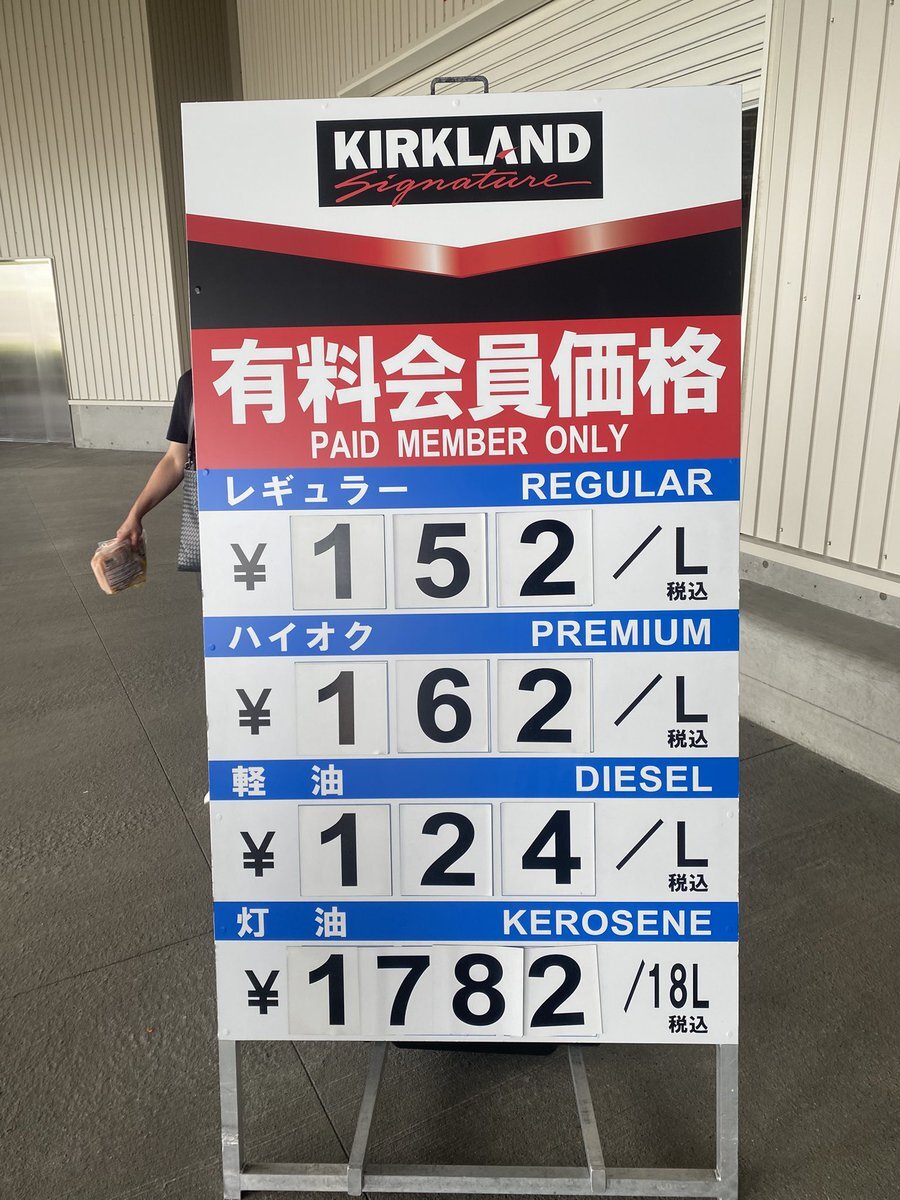 KIRKLAND
Signature
有料会員価格
PAID MEMBER ONLY
レギュラー REGULAR
¥ 152 /L
税込
ハイオク PREMIUM
¥ 162 /L
税込
軽油 DIESEL
¥ 124 /L
税込
灯油 KEROSENE
¥ 1782 /18L
税込